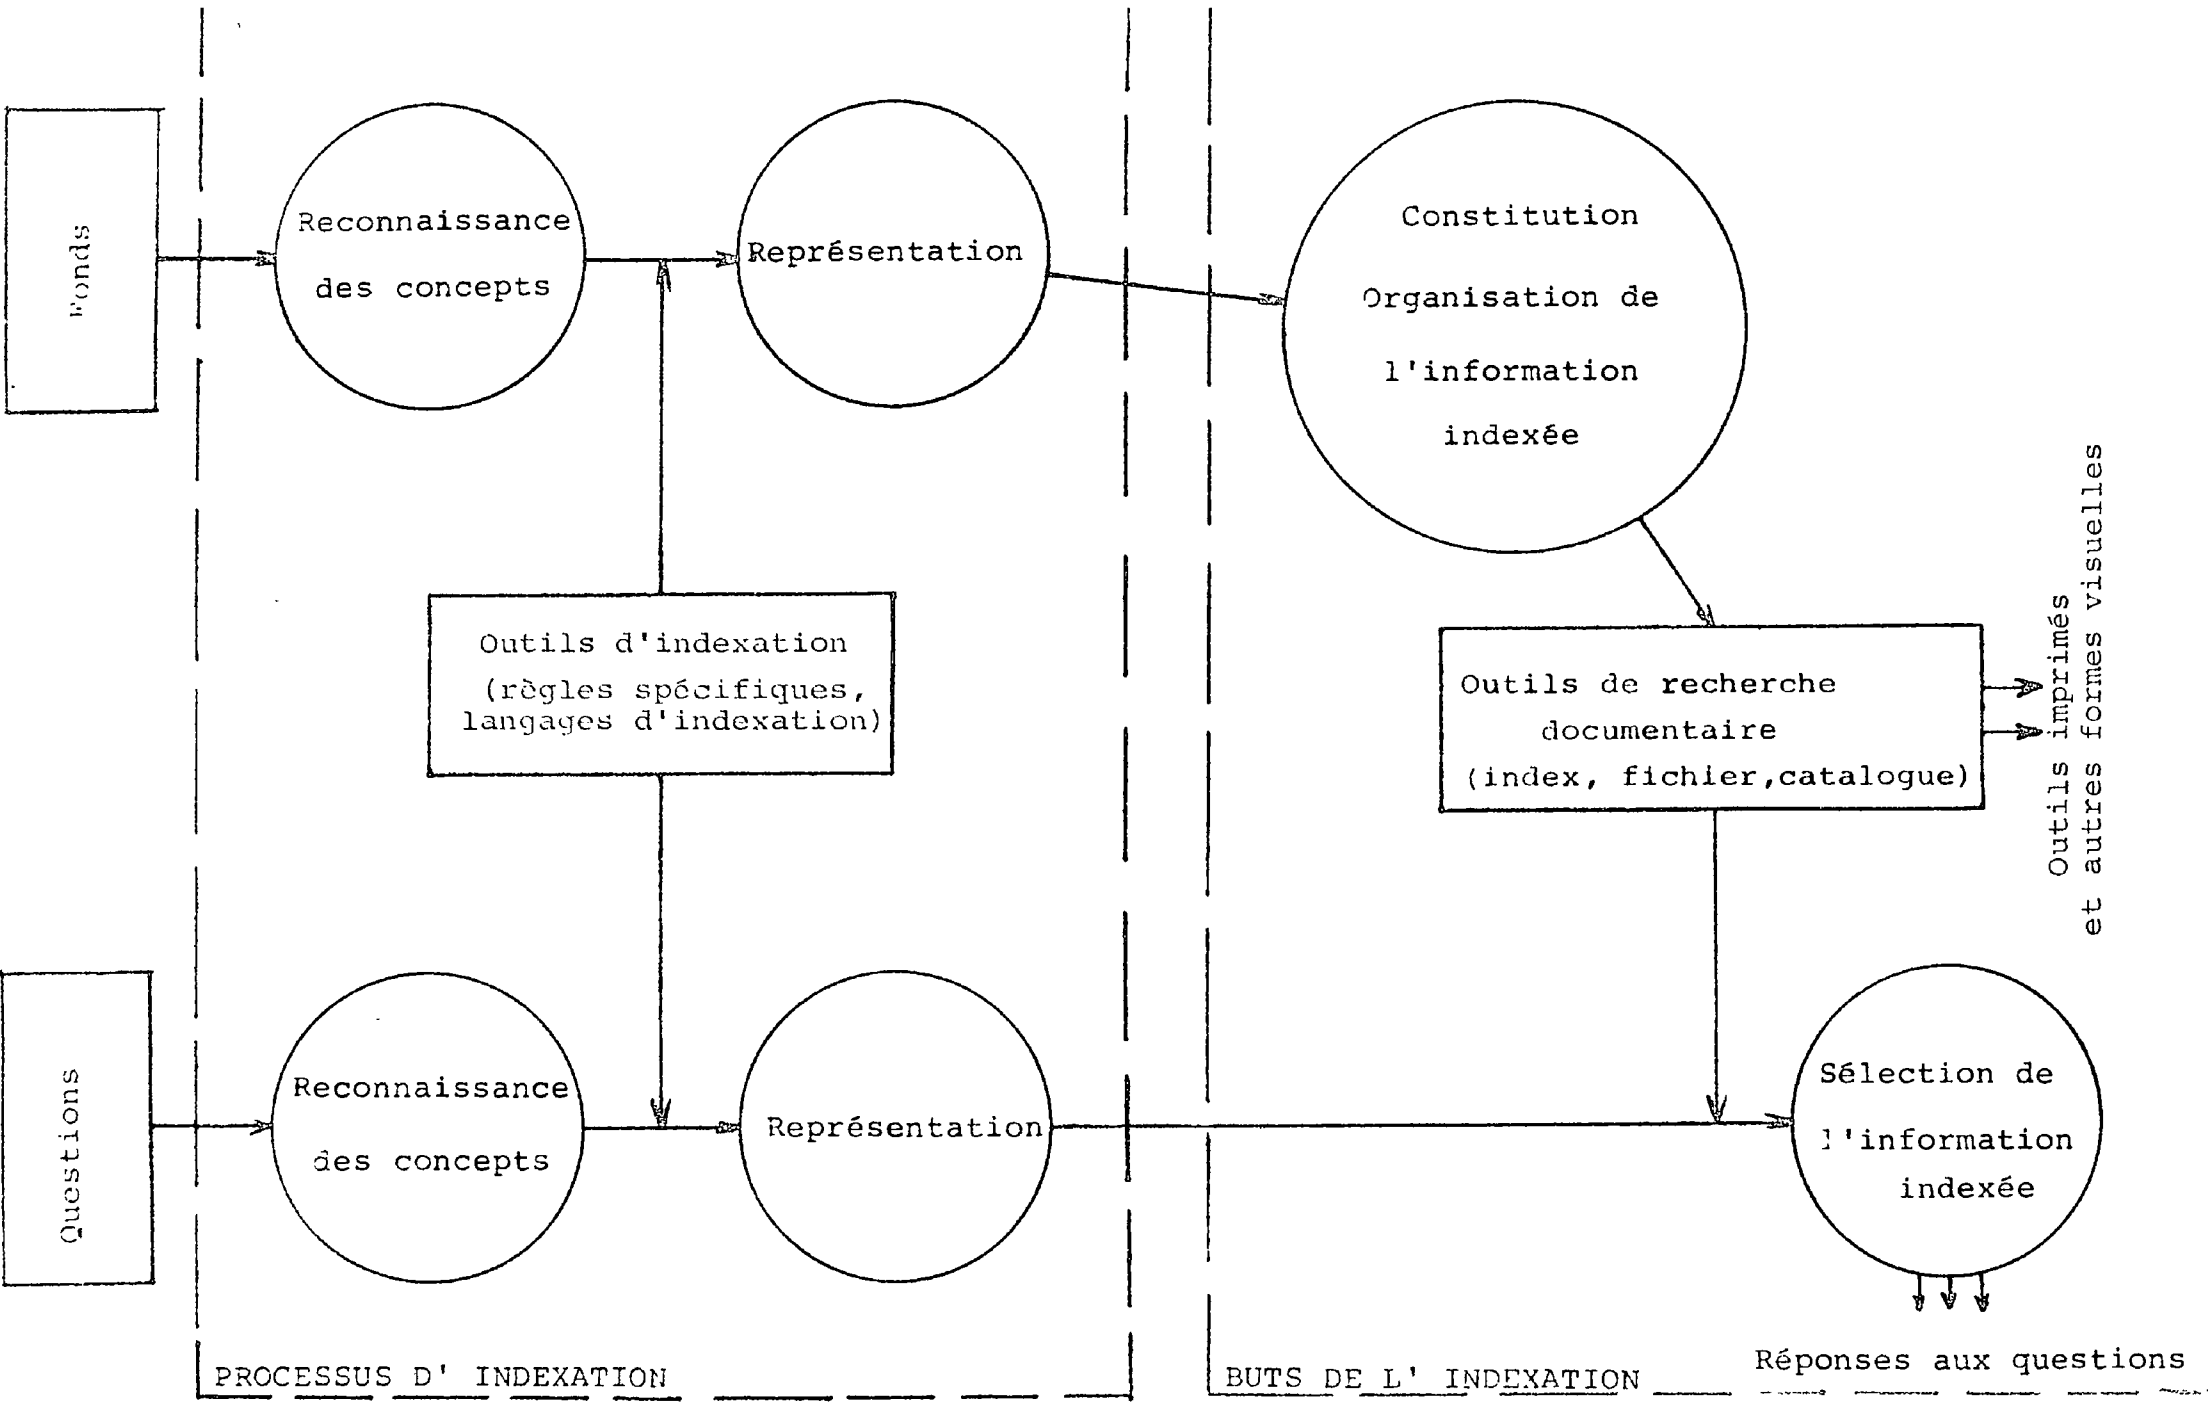 Fonds
Reconnaissance
des concepts
Représentation
Constitution
Organisation de
l'information
indexée
Outils d'indexation
(règles spécifiques,
langages d'indexation)
Outils de recherche
documentaire
(index, fichier,catalogue)
Outils imprimés
et autres formes visuelles
Questions
Reconnaissance
des concepts
Représentation
Sélection de
l'information
indexée
Réponses aux questions
PROCESSUS D' INDEXATION
BUTS DE L' INDEXATION